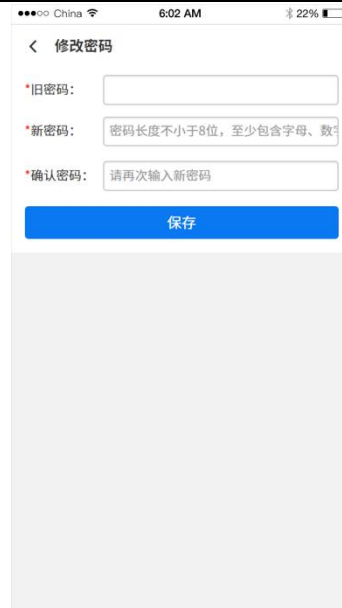 China 6:02 AM 22%
修改密码
*旧密码：
*新密码： 密码长度不小于8位，至少包含字母、数
*确认密码： 请再次输入新密码
保存